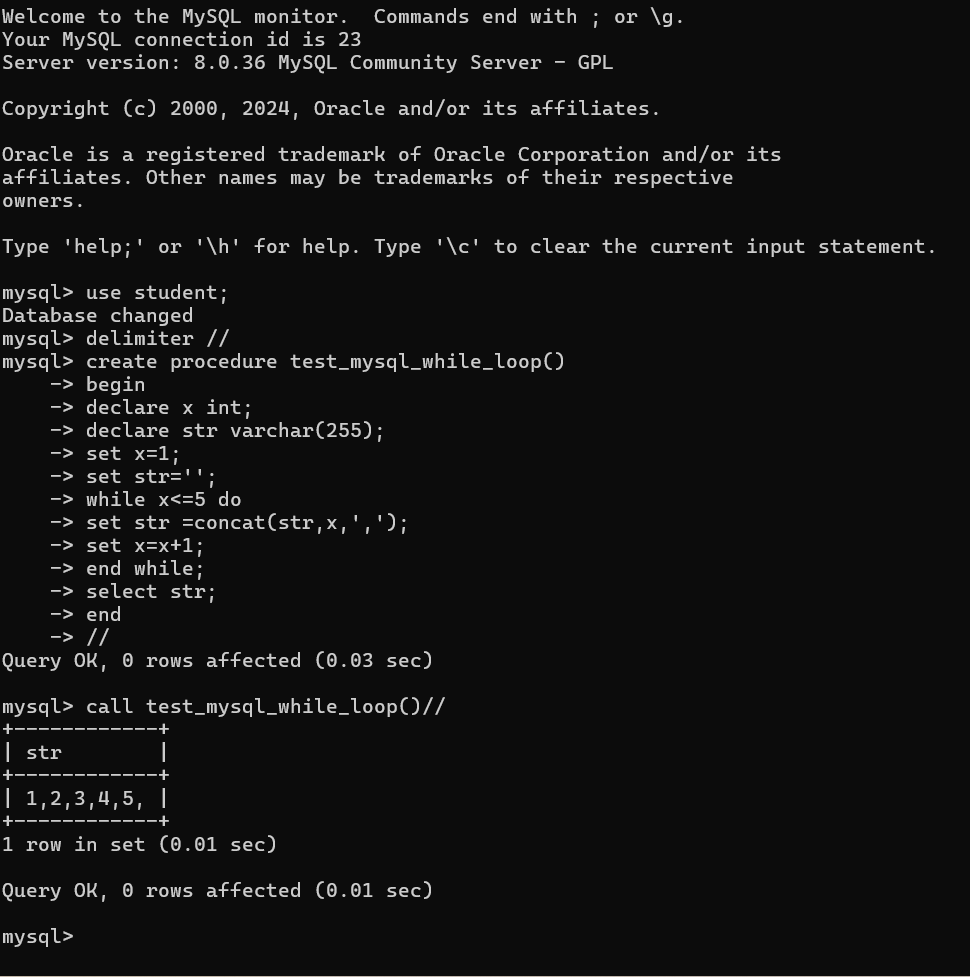 Welcome to the MySQL monitor.  Commands end with ; or \g.
Your MySQL connection id is 23
Server version: 8.0.36 MySQL Community Server - GPL

Copyright (c) 2000, 2024, Oracle and/or its affiliates.

Oracle is a registered trademark of Oracle Corporation and/or its
affiliates. Other names may be trademarks of their respective
owners.

Type 'help;' or '\h' for help. Type '\c' to clear the current input statement.

mysql> use student;
Database changed
mysql> delimiter //
mysql> create procedure test_mysql_while_loop()
    -> begin
    -> declare x int;
    -> declare str varchar(255);
    -> set x=1;
    -> set str='';
    -> while x<=5 do
    -> set str =concat(str,x,',');
    -> set x=x+1;
    -> end while;
    -> select str;
    -> end
    -> //
Query OK, 0 rows affected (0.03 sec)

mysql> call test_mysql_while_loop()//
+------------+
| str        |
+------------+
| 1,2,3,4,5, |
+------------+
1 row in set (0.01 sec)

Query OK, 0 rows affected (0.01 sec)

mysql>